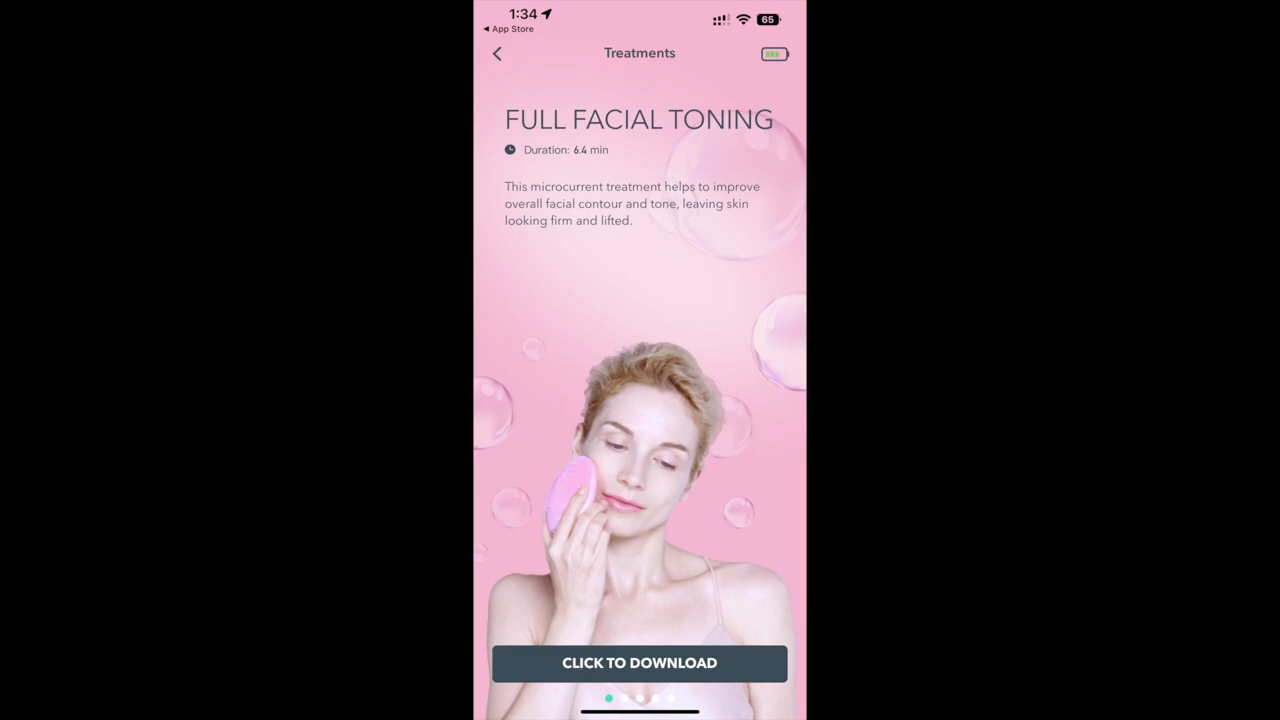 1:34
65
◀ App Store
Treatments
FULL FACIAL TONING
Duration: 6.4 min
This microcurrent treatment helps to improve
overall facial contour and tone, leaving skin
looking firm and lifted.
CLICK TO DOWNLOAD